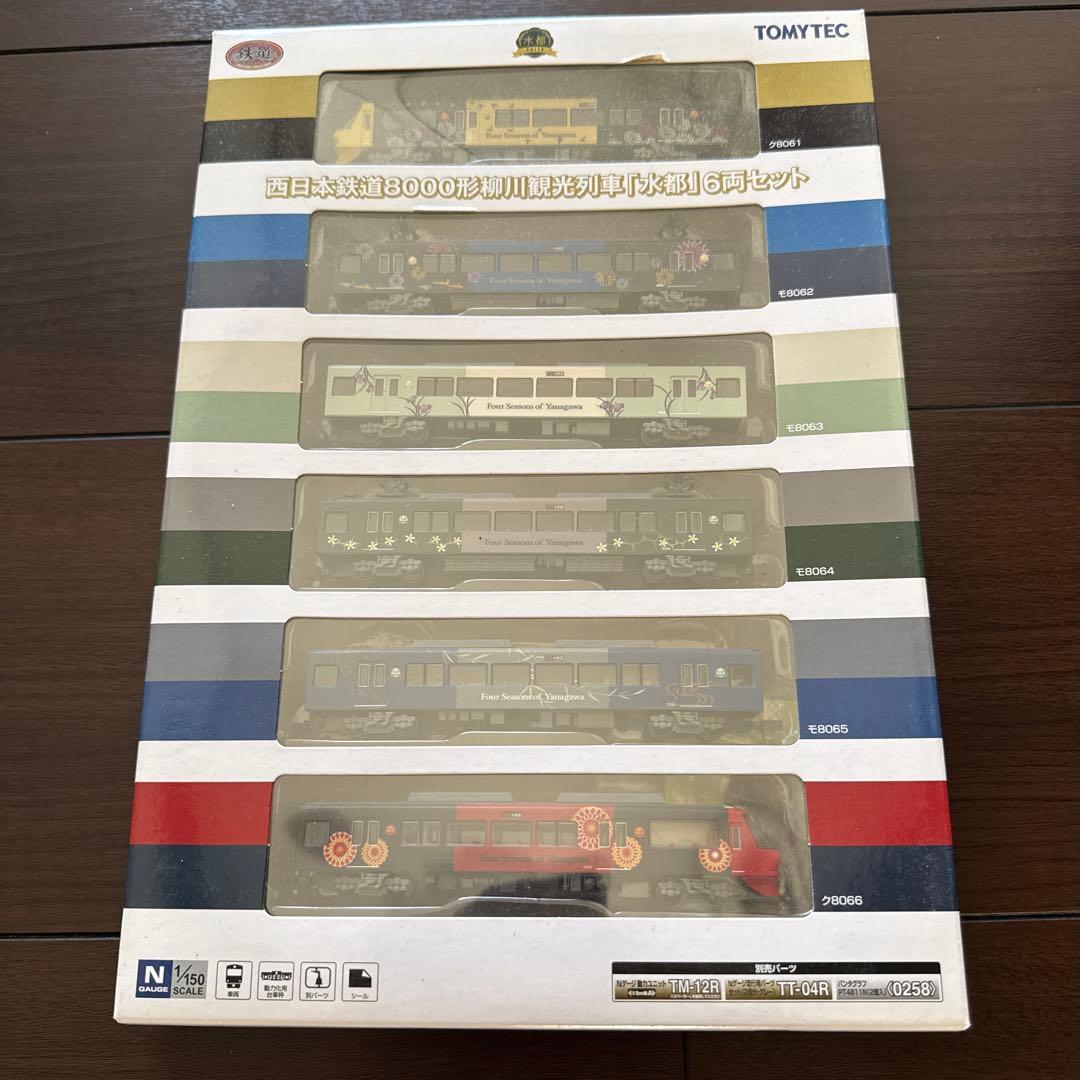 鉄道
水都
TOMYTEC
Four Seasons of Yanagawa
ク8061
西日本鉄道8000形柳川観光列車「水都」6両セット
Four Seasons of Yanagawa
モ8062
Four Seasons of Yanagawa
モ8063
Four Seasons of Yanagawa
モ8064
Four Seasons of Yanagawa
モ8065
Four Seasons of Yanagawa
ク8066
N
GAUGE
1/150
SCALE
車両
動力化用
台車枠
別パーツ
シール
別売パーツ
Nゲージ動力ユニット
TM-12R
Nゲージ走行用パーツ
TT-04R
パンタグラフ
PT4811N(2個入)
〈0258〉